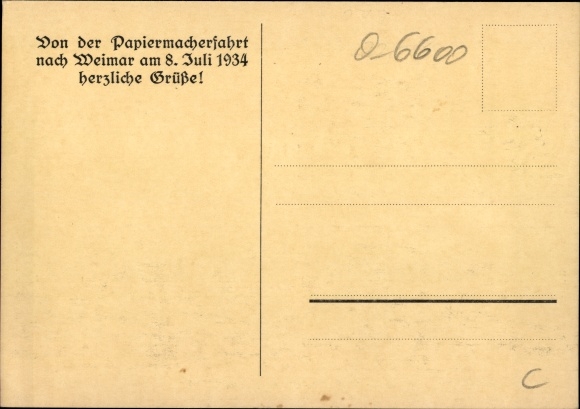 Von der Papiermacherfahrt
nach Weimar am 8. Juli 1934
herzliche Grüße!
O-6600
C